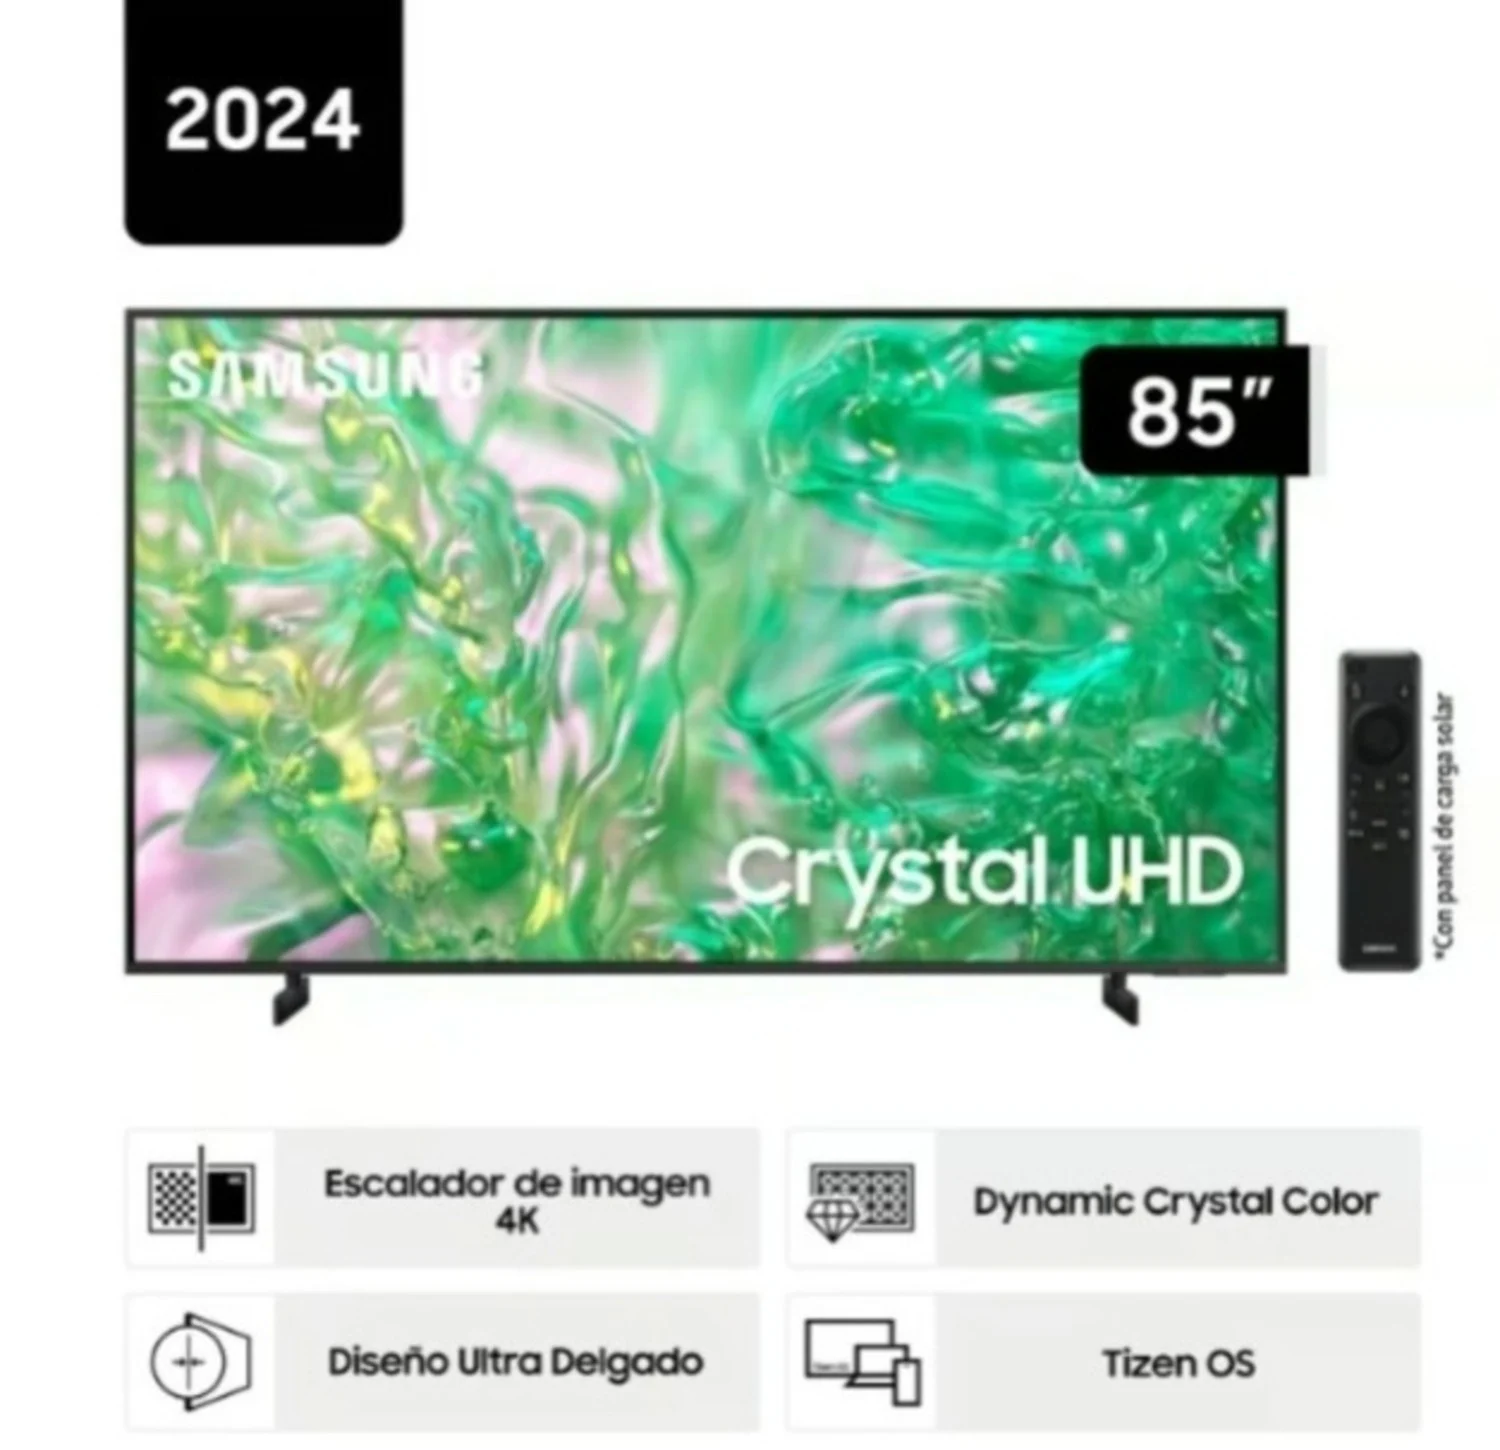 2024
SAMSUNG
85"
Crystal UHD
*Con panel de carga solar
Escalador de imagen
4K
Dynamic Crystal Color
Diseño Ultra Delgado
Tizen OS